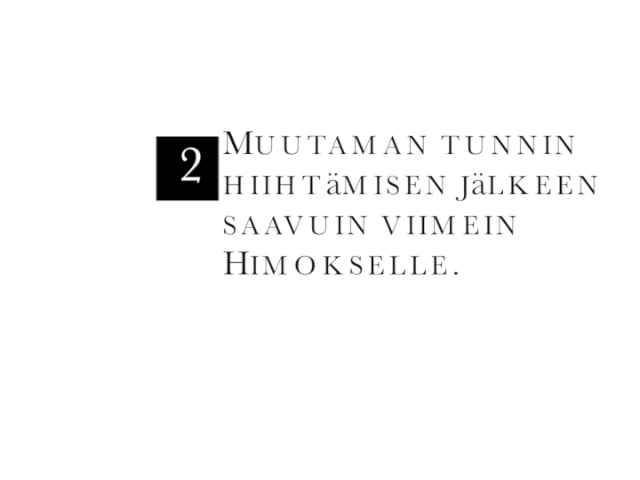 2
Muutaman tunnin
hiihtämisen jälkeen
saavuin viimein
Himokselle.